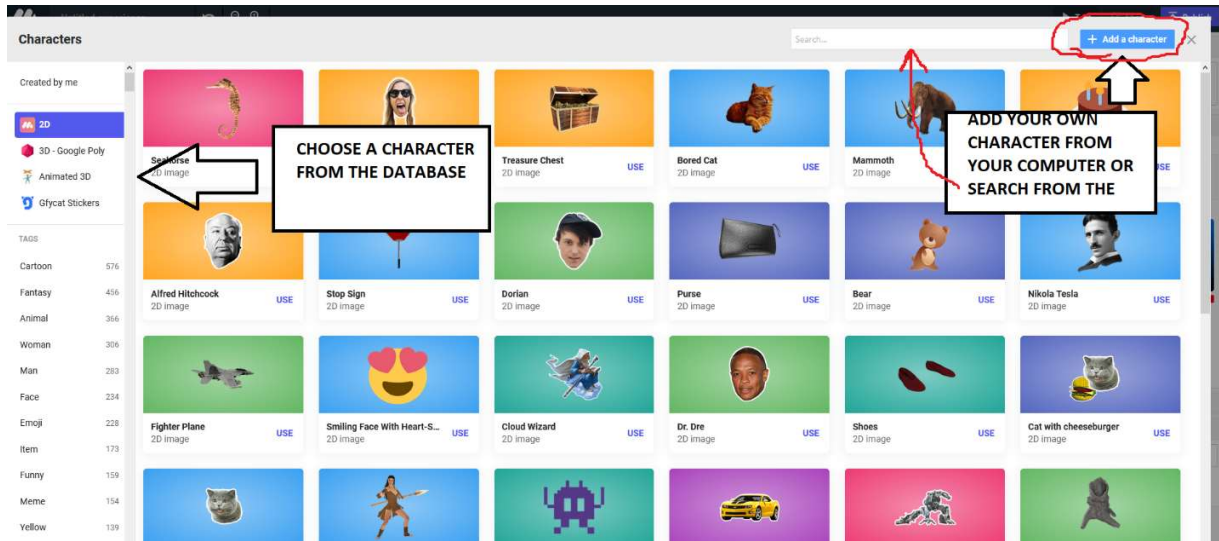 Characters
Search...
+ Add a character
Created by me
2D
3D - Google Poly
Animated 3D
Gfycat Stickers
TAGS
Cartoon 576
Fantasy 456
Animal 366
Woman 306
Man 283
Face 234
Emoji 228
Item 173
Funny 159
Meme 154
Yellow 139
CHOOSE A CHARACTER
FROM THE DATABASE
ADD YOUR OWN
CHARACTER FROM
YOUR COMPUTER OR
SEARCH FROM THE
Seahorse
2D image
Treasure Chest
2D image
USE
Bored Cat
2D image
USE
Mammoth
2D image
USE
Alfred Hitchcock
2D image
USE
Stop Sign
2D image
USE
Dorian
2D image
USE
Purse
2D image
USE
Bear
2D image
USE
Nikola Tesla
2D image
USE
Fighter Plane
2D image
USE
Smiling Face With Heart-S...
2D image
USE
Cloud Wizard
2D image
USE
Dr. Dre
2D image
USE
Shoes
2D image
USE
Cat with cheeseburger
2D image
USE